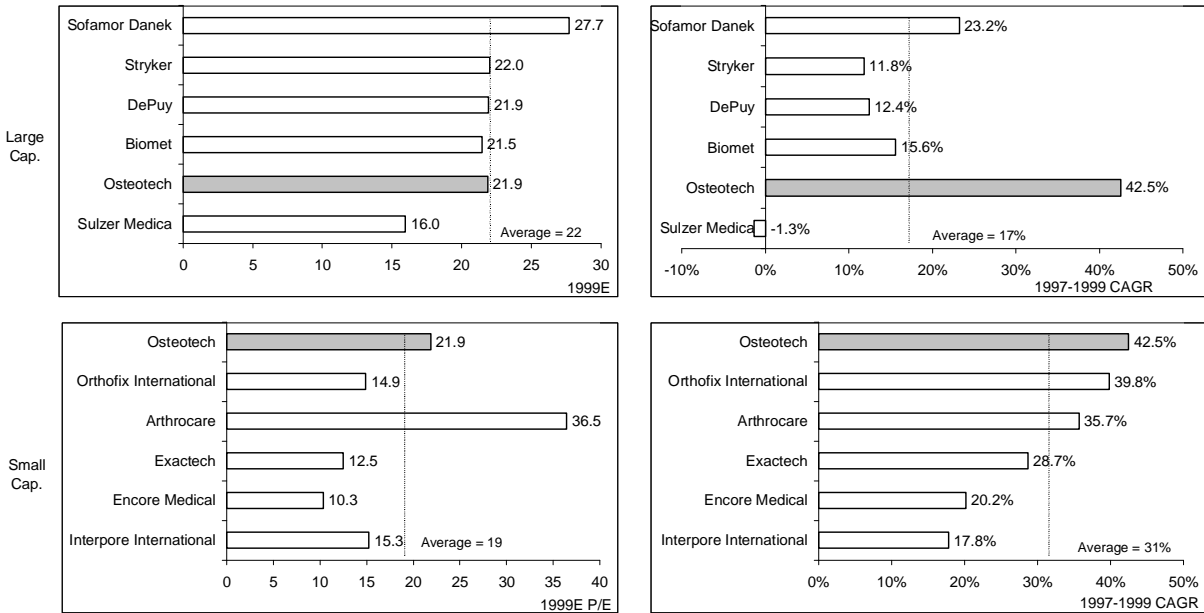 Large
Cap.
Sofamor Danek 27.7
Stryker 22.0
DePuy 21.9
Biomet 21.5
Osteotech 21.9
Sulzer Medica 16.0
Average = 22
0 5 10 15 20 25 30
1999E
Sofamor Danek 23.2%
Stryker 11.8%
DePuy 12.4%
Biomet 15.6%
Osteotech 42.5%
Sulzer Medica -1.3%
Average = 17%
-10% 0% 10% 20% 30% 40% 50%
1997-1999 CAGR
Small
Cap.
Osteotech 21.9
Orthofix International 14.9
Arthrocare 36.5
Exactech 12.5
Encore Medical 10.3
Interpore International 15.3
Average = 19
0 5 10 15 20 25 30 35 40
1999E P/E
Osteotech 42.5%
Orthofix International 39.8%
Arthrocare 35.7%
Exactech 28.7%
Encore Medical 20.2%
Interpore International 17.8%
Average = 31%
0% 10% 20% 30% 40% 50%
1997-1999 CAGR